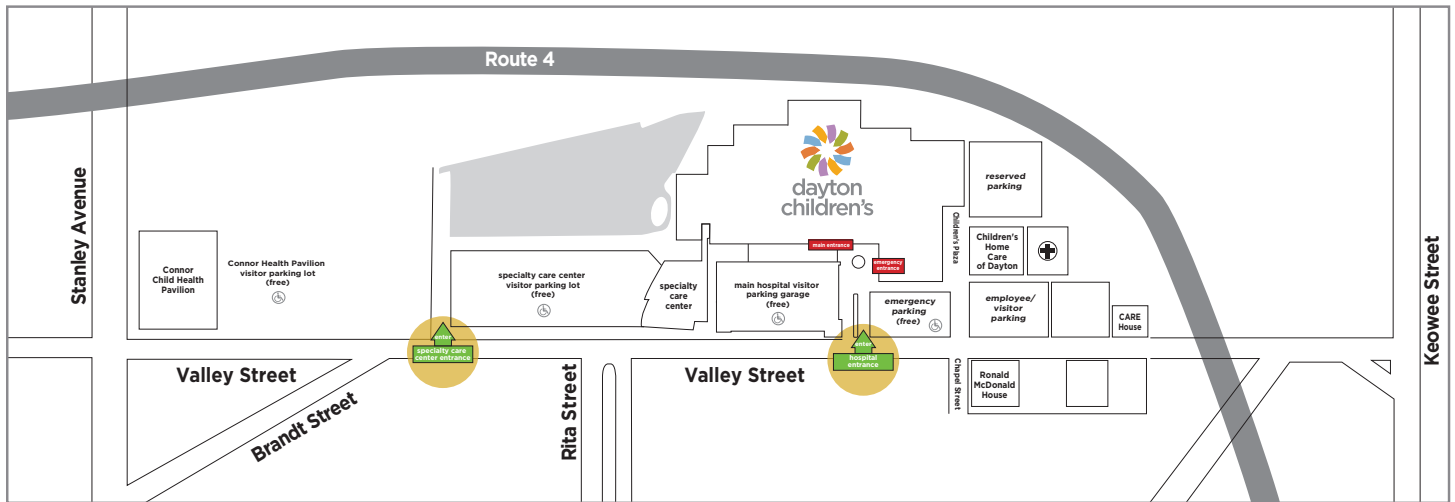 Route 4
Stanley Avenue
Keowee Street
dayton
children's
reserved
parking
Children's Plaza
main entrance
emergency
entrance
Children's
Home
Care
of Dayton
Connor
Child Health
Pavilion
Connor Health Pavilion
visitor parking lot
(free)
specialty care center
visitor parking lot
(free)
specialty
care
center
main hospital visitor
parking garage
(free)
emergency
parking
(free)
employee/
visitor
parking
CARE
House
enter
specialty care
center entrance
enter
hospital
entrance
Valley Street
Brandt Street
Rita Street
Valley Street
Chapel Street
Ronald
McDonald
House